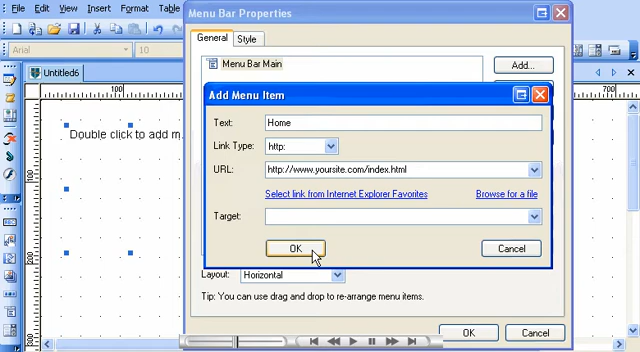 Edit View Insert Format Table
Menu Bar Properties
Arial 10
General Style
Untitled6
Menu Bar Main
Add...
100 700
Add Menu Item
Text: Home
Double click to add m
Link Type: http:
URL: http://www.yoursite.com/index.html
100
Select link from Internet Explorer Favorites Browse for a file
Target:
200
OK Cancel
Layout: Horizontal
Tip: You can use drag and drop to re-arrange menu items.
300
OK Cancel